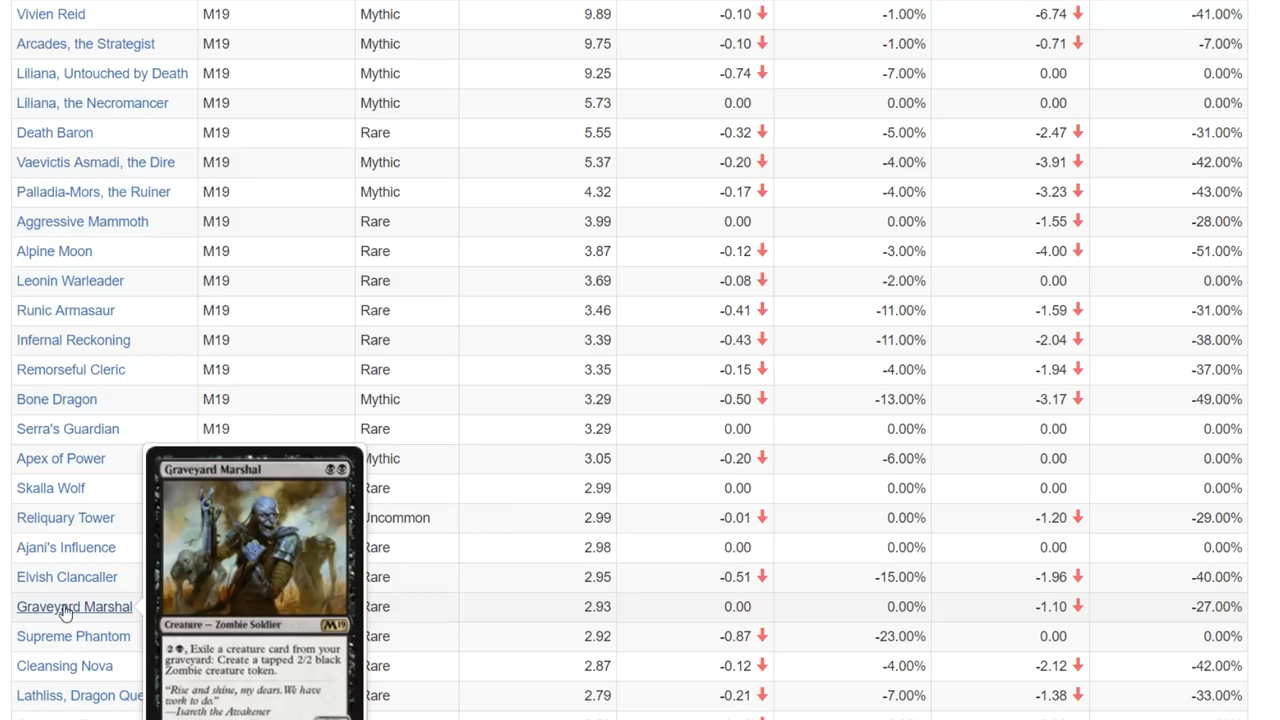 Vivien Reid M19 Mythic 9.89 -0.10 -1.00% -6.74 -41.00%
Arcades, the Strategist M19 Mythic 9.75 -0.10 -1.00% -0.71 -7.00%
Liliana, Untouched by Death M19 Mythic 9.25 -0.74 -7.00% 0.00 0.00%
Liliana, the Necromancer M19 Mythic 5.73 0.00 0.00% 0.00 0.00%
Death Baron M19 Rare 5.55 -0.32 -5.00% -2.47 -31.00%
Vaevictis Asmadi, the Dire M19 Mythic 5.37 -0.20 -4.00% -3.91 -42.00%
Palladia-Mors, the Ruiner M19 Mythic 4.32 -0.17 -4.00% -3.23 -43.00%
Aggressive Mammoth M19 Rare 3.99 0.00 0.00% -1.55 -28.00%
Alpine Moon M19 Rare 3.87 -0.12 -3.00% -4.00 -51.00%
Leonin Warleader M19 Rare 3.69 -0.08 -2.00% 0.00 0.00%
Runic Armasaur M19 Rare 3.46 -0.41 -11.00% -1.59 -31.00%
Infernal Reckoning M19 Rare 3.39 -0.43 -11.00% -2.04 -38.00%
Remorseful Cleric M19 Rare 3.35 -0.15 -4.00% -1.94 -37.00%
Bone Dragon M19 Mythic 3.29 -0.50 -13.00% -3.17 -49.00%
Serra's Guardian M19 Rare 3.29 0.00 0.00% 0.00 0.00%
Apex of Power Mythic 3.05 -0.20 -6.00% 0.00 0.00%
Skalla Wolf Rare 2.99 0.00 0.00% 0.00 0.00%
Reliquary Tower Uncommon 2.99 -0.01 0.00% -1.20 -29.00%
Ajani's Influence Rare 2.98 0.00 0.00% 0.00 0.00%
Elvish Clancaller Rare 2.95 -0.51 -15.00% -1.96 -40.00%
Graveyard Marshal Rare 2.93 0.00 0.00% -1.10 -27.00%
Supreme Phantom Rare 2.92 -0.87 -23.00% 0.00 0.00%
Cleansing Nova Rare 2.87 -0.12 -4.00% -2.12 -42.00%
Lathliss, Dragon Que Rare 2.79 -0.21 -7.00% -1.38 -33.00%
Graveyard Marshal
Creature — Zombie Soldier M19
2, Exile a creature card from your
graveyard: Create a tapped 2/2 black
Zombie creature token.
"Rise and shine, my dears. We have
work to do."
—Isareth the Awakener